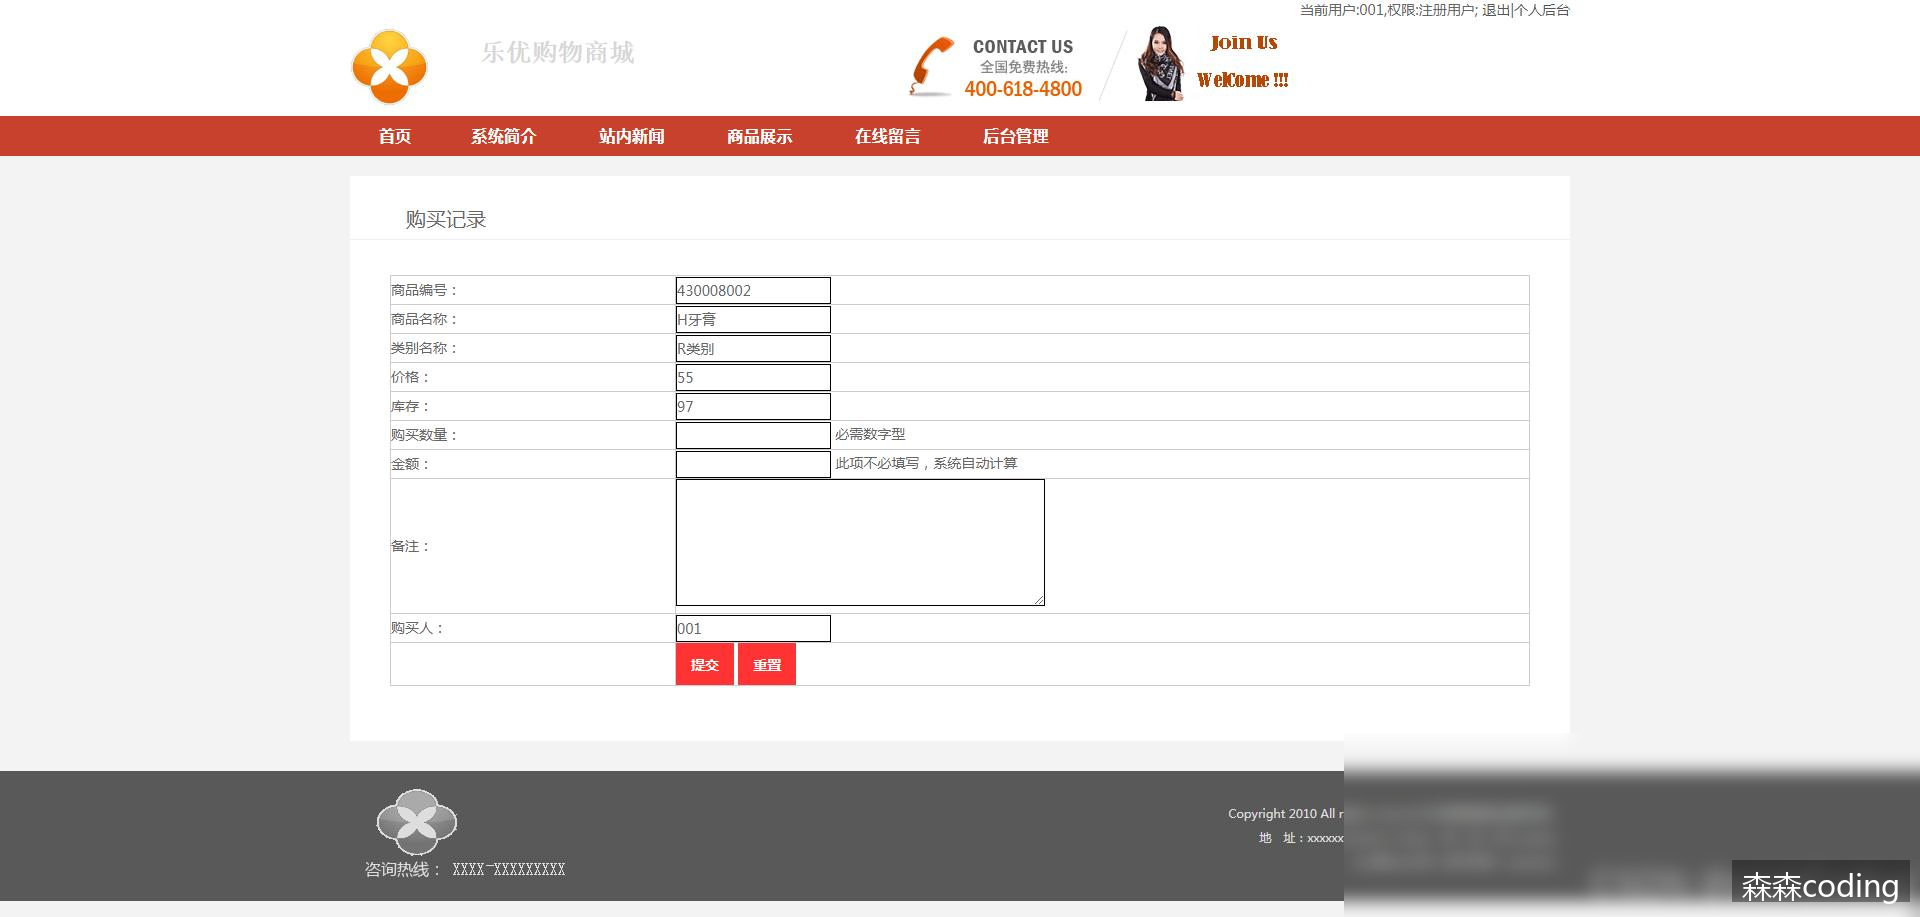 当前用户:001,权限:注册用户; 退出|个人后台
乐优购物商城
CONTACT US
全国免费热线:
400-618-4800
Join Us
Welcome !!!
首页 系统简介 站内新闻 商品展示 在线留言 后台管理
购买记录
商品编号： 430008002
商品名称： H牙膏
类别名称： R类别
价格： 55
库存： 97
购买数量： 必需数字型
金额： 此项不必填写，系统自动计算
备注：
购买人： 001
提交 重置
Copyright 2010 All
地 址：xxxxxx
咨询热线： XXXX-XXXXXXXXX
森森coding